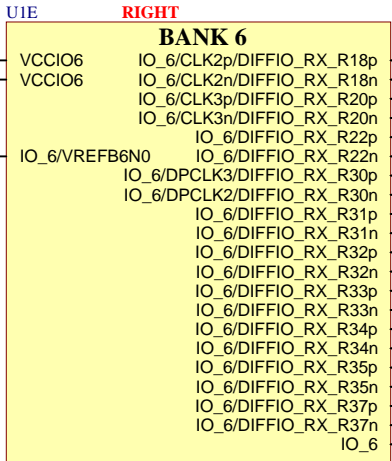 U1E RIGHT
BANK 6
VCCIO6 IO_6/CLK2p/DIFFIO_RX_R18p
VCCIO6 IO_6/CLK2n/DIFFIO_RX_R18n
IO_6/CLK3p/DIFFIO_RX_R20p
IO_6/CLK3n/DIFFIO_RX_R20n
IO_6/DIFFIO_RX_R22p
IO_6/VREFB6N0 IO_6/DIFFIO_RX_R22n
IO_6/DPCLK3/DIFFIO_RX_R30p
IO_6/DPCLK2/DIFFIO_RX_R30n
IO_6/DIFFIO_RX_R31p
IO_6/DIFFIO_RX_R31n
IO_6/DIFFIO_RX_R32p
IO_6/DIFFIO_RX_R32n
IO_6/DIFFIO_RX_R33p
IO_6/DIFFIO_RX_R33n
IO_6/DIFFIO_RX_R34p
IO_6/DIFFIO_RX_R34n
IO_6/DIFFIO_RX_R35p
IO_6/DIFFIO_RX_R35n
IO_6/DIFFIO_RX_R37p
IO_6/DIFFIO_RX_R37n
IO_6